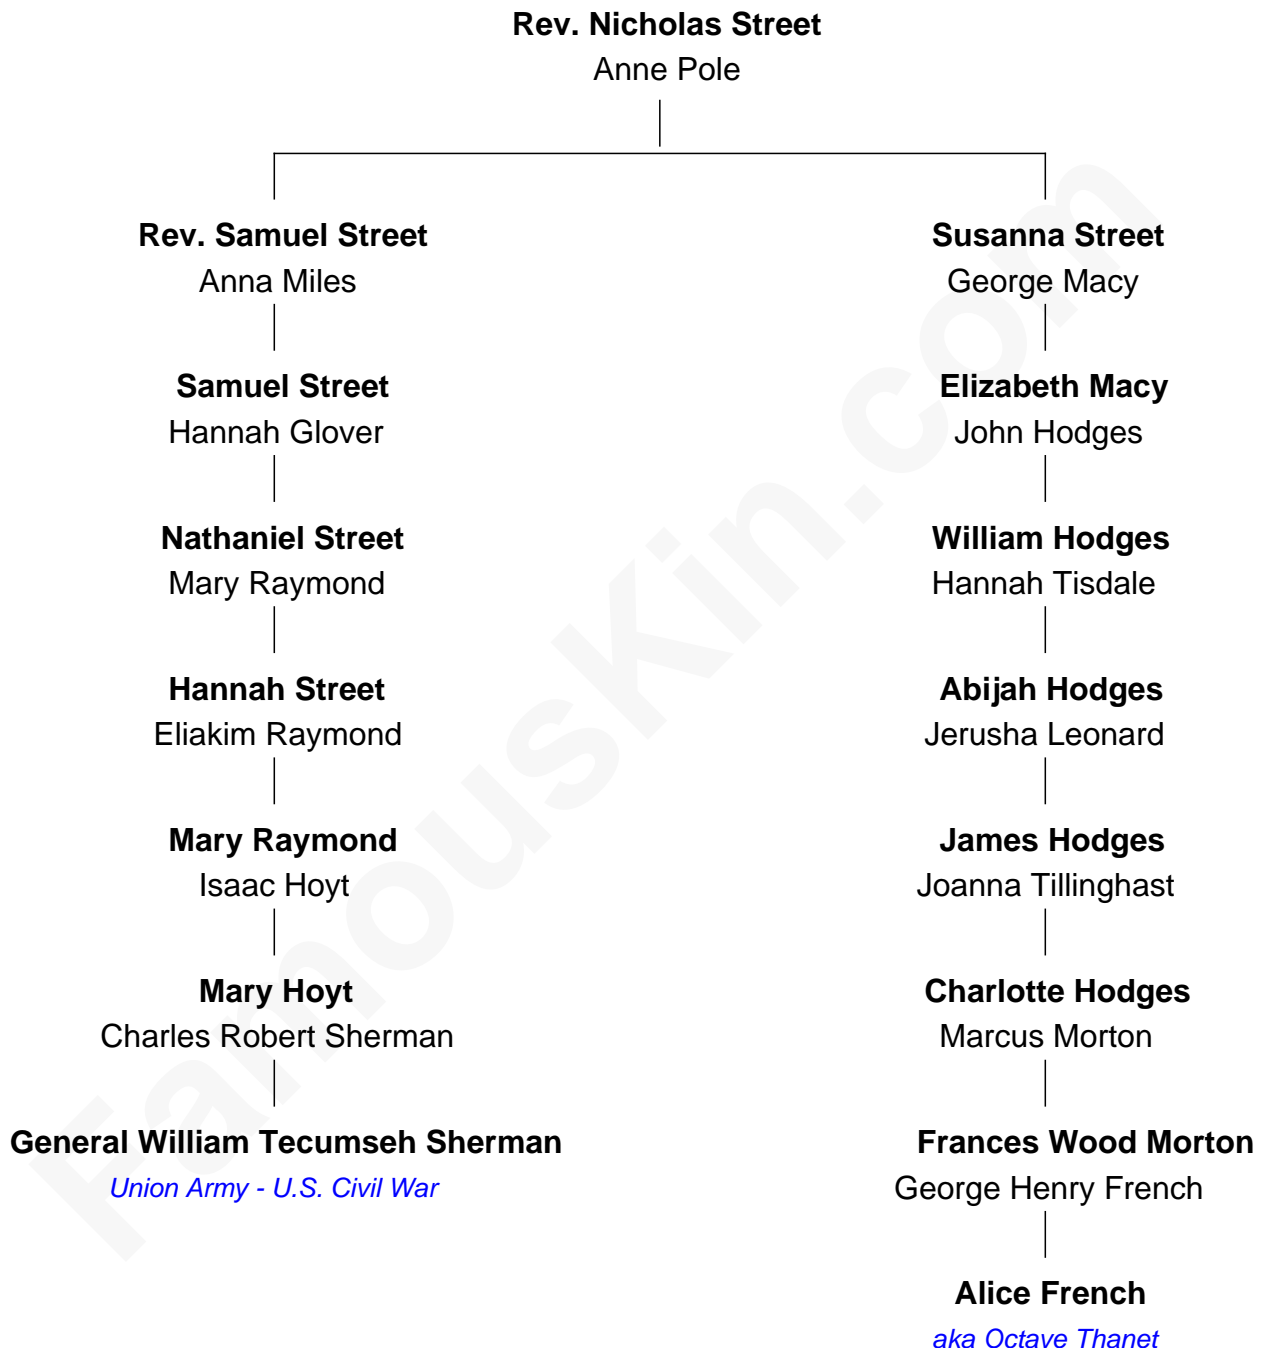 Rev. Nicholas Street
Anne Pole
Rev. Samuel Street
Anna Miles
Samuel Street
Hannah Glover
Nathaniel Street
Mary Raymond
Hannah Street
Eliakim Raymond
Mary Raymond
Isaac Hoyt
Mary Hoyt
Charles Robert Sherman
General William Tecumseh Sherman
Union Army - U.S. Civil War
Susanna Street
George Macy
Elizabeth Macy
John Hodges
William Hodges
Hannah Tisdale
Abijah Hodges
Jerusha Leonard
James Hodges
Joanna Tillinghast
Charlotte Hodges
Marcus Morton
Frances Wood Morton
George Henry French
Alice French
aka Octave Thanet
FamousKin.com